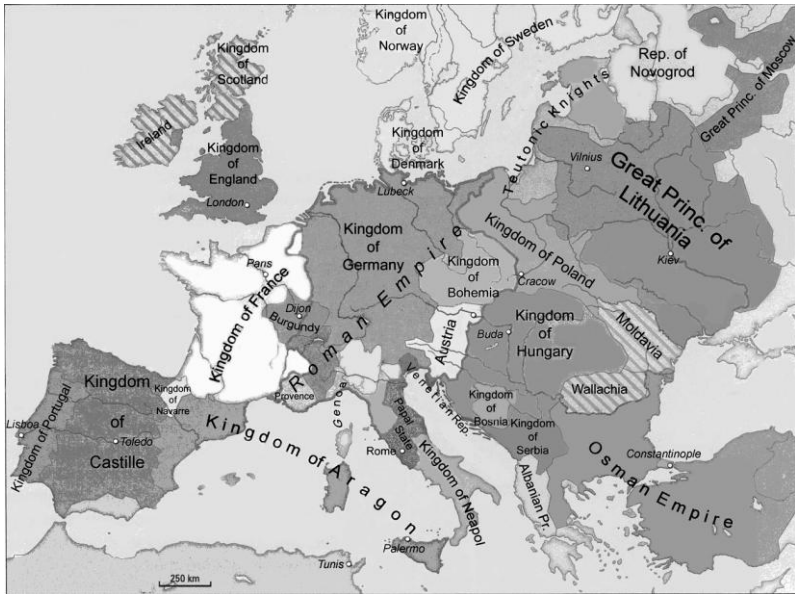 Kingdom
of
Norway
Kingdom of Sweden
Rep. of
Novogrod
Great Princ. of Moscow
Kingdom
of
Scotland
Ireland
Kingdom
of
England
London
Kingdom
of
Denmark
Lübeck
Teutonic Knights
Vilnius
Great Princ. of
Lithuania
Kiev
Kingdom
of
Germany
Roman Empire
Kingdom
of
Bohemia
Kingdom of Poland
Cracow
Paris
Kingdom of France
Dijon
Burgundy
Austria
Buda
Kingdom
of
Hungary
Moldavia
Wallachia
Provence
Genoa
Venetian Rep.
Kingdom
of
Bosnia
Kingdom
of
Serbia
Albanian Pr.
Kingdom
of
Navarre
Kingdom
of
Castille
Toledo
Lisboa
Kingdom of Portugal
Kingdom of Aragon
Papal
State
Rome
Kingdom of Neapol
Palermo
Tunis
Constantinople
Osman Empire
250 km